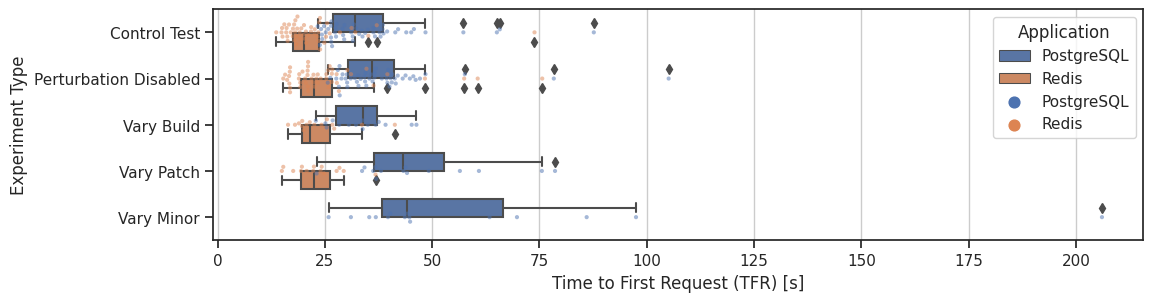 Experiment Type
Control Test
Perturbation Disabled
Vary Build
Vary Patch
Vary Minor
Application
PostgreSQL
Redis
PostgreSQL
Redis
0 25 50 75 100 125 150 175 200
Time to First Request (TFR) [s]